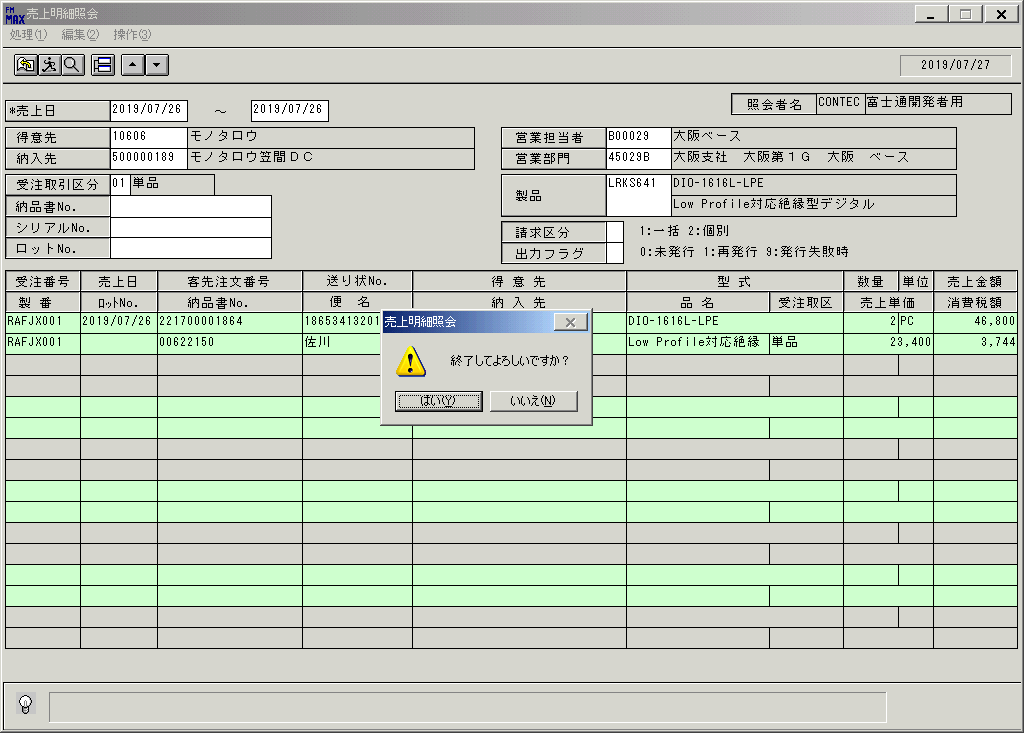 FM MAX 売上明細照会
処理(1) 編集(2) 操作(3)
2019/07/27
照会者名 CONTEC 富士通開発者用
*売上日 2019/07/26 ～ 2019/07/26
得意先 10606 モノタロウ
納入先 500000189 モノタロウ笠間DC
営業担当者 B00029 大阪ベース
営業部門 45029B 大阪支社 大阪第1G 大阪 ベース
受注取引区分 01 単品
納品書No.
シリアルNo.
ロットNo.
製品 LRKS641 DIO-1616L-LPE
Low Profile対応絶縁型デジタル
請求区分 1:一括 2:個別
出力フラグ 0:未発行 1:再発行 9:発行失敗時
受注番号 売上日 客先注文番号 送り状No. 得意先 型式 数量 単位 売上金額
製番 ロットNo. 納品書No. 便名 納入先 品名 受注取区 売上単価 消費税額
RAFJX001 2019/07/26 221700001864 18653413201 DIO-1616L-LPE 2 PC 46,800
RAFJX001 00622150 佐川 Low Profile対応絶縁 単品 23,400 3,744
売上明細照会
終了してよろしいですか？
はい(Y) いいえ(N)